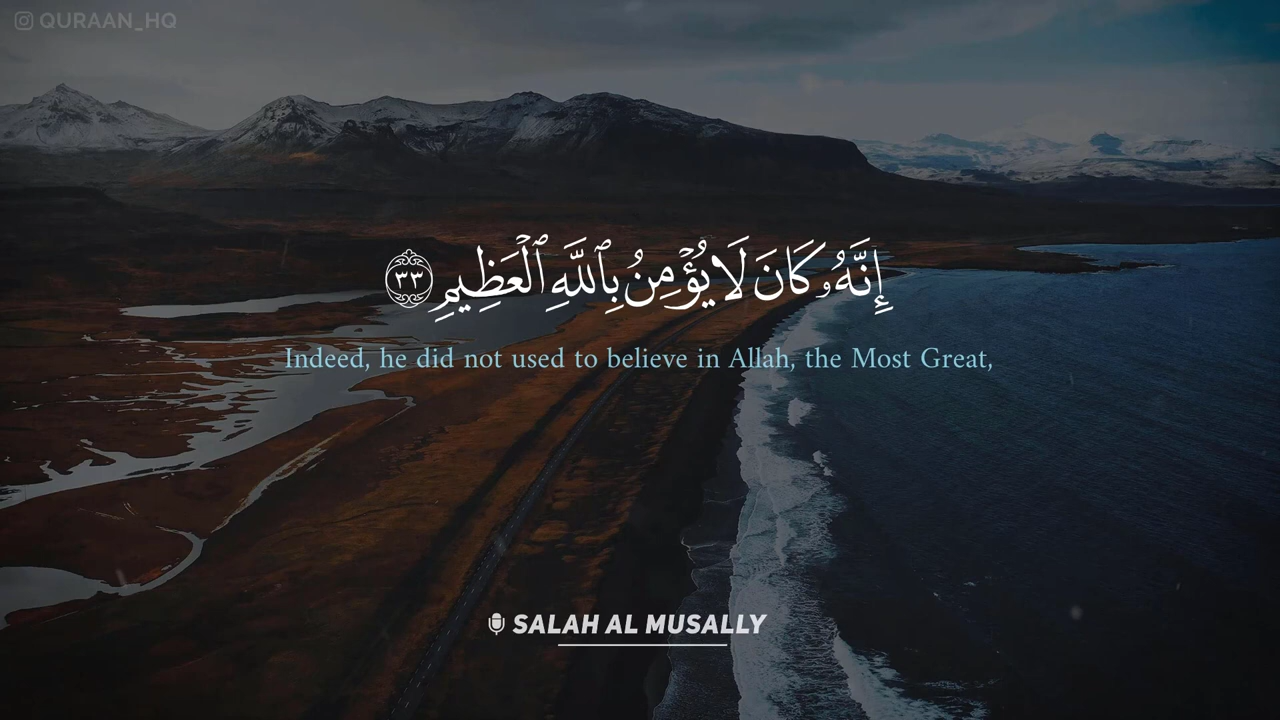 QURAAN_HQ
إِنَّهُۥ كَانَ لَا يُؤْمِنُ بِٱللَّهِ ٱلْعَظِيمِ ٣٣
Indeed, he did not used to believe in Allah, the Most Great,
SALAH AL MUSALLY